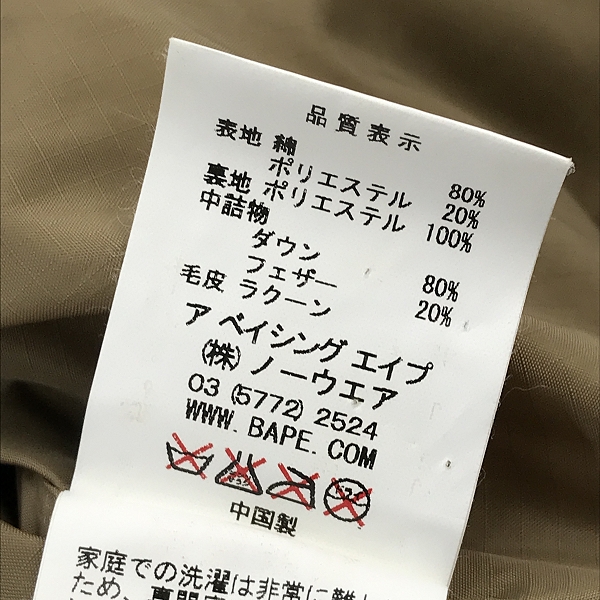 品質表示
表地 綿 80%
ポリエステル 20%
裏地 ポリエステル 100%
中詰物
ダウン 80%
フェザー 20%
毛皮 ラクーン
ア ベイシング エイプ
(株) ノーウエア
03 (5772) 2524
WWW. BAPE. COM
中国製
家庭での洗濯は非常に難し
ため、専門店